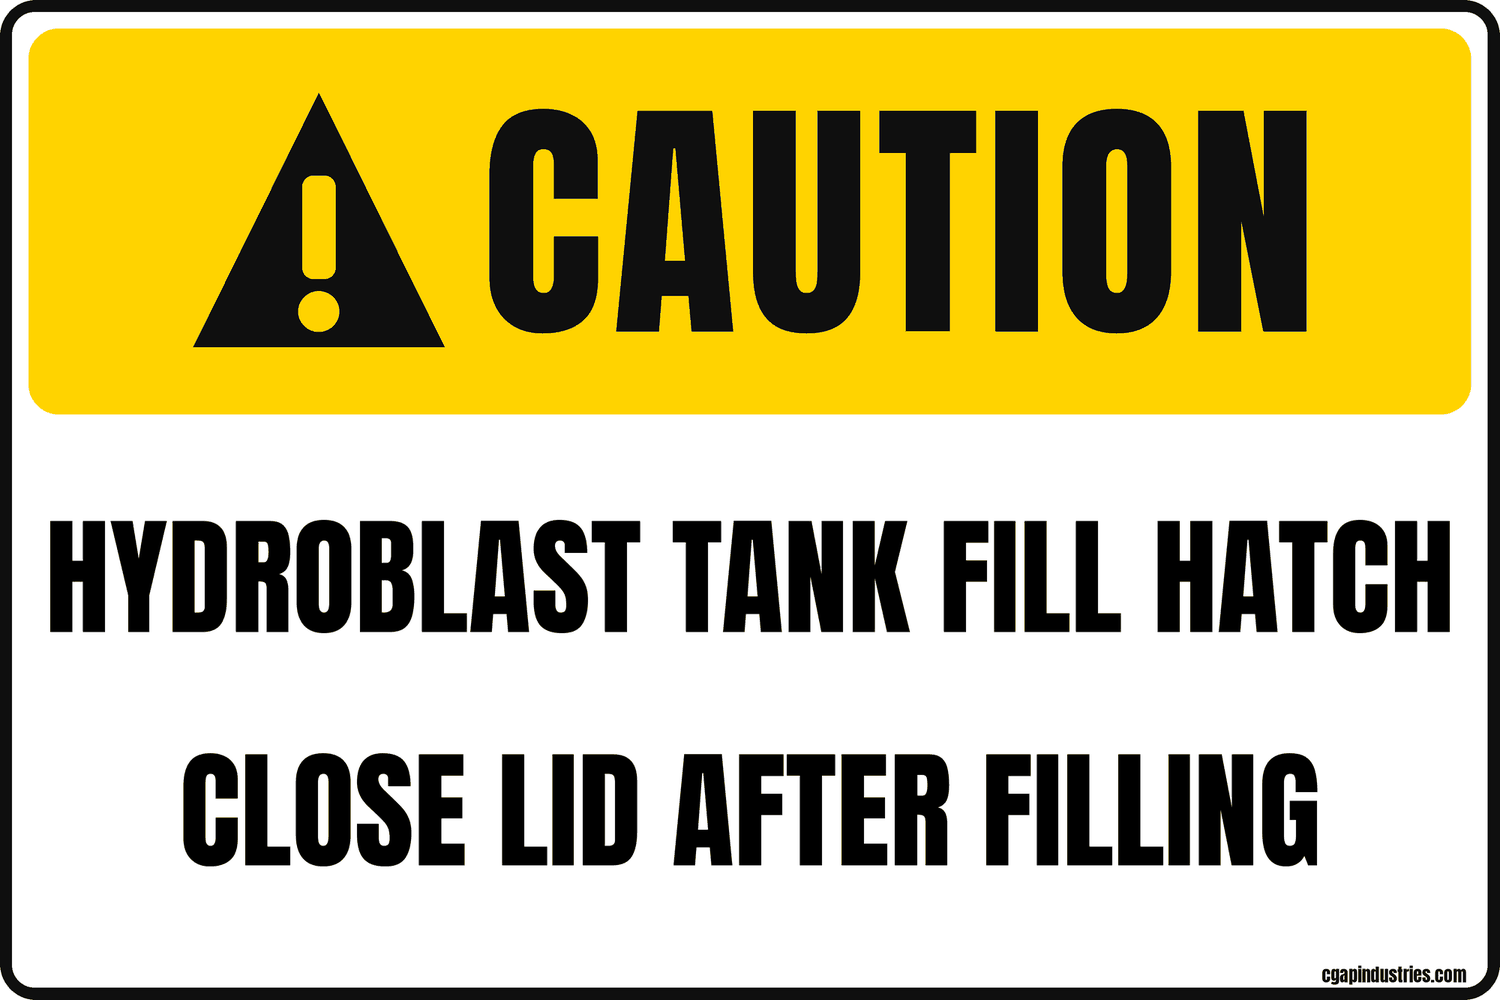 CAUTION
HYDROBLAST TANK FILL HATCH
CLOSE LID AFTER FILLING
cgapindustries.com